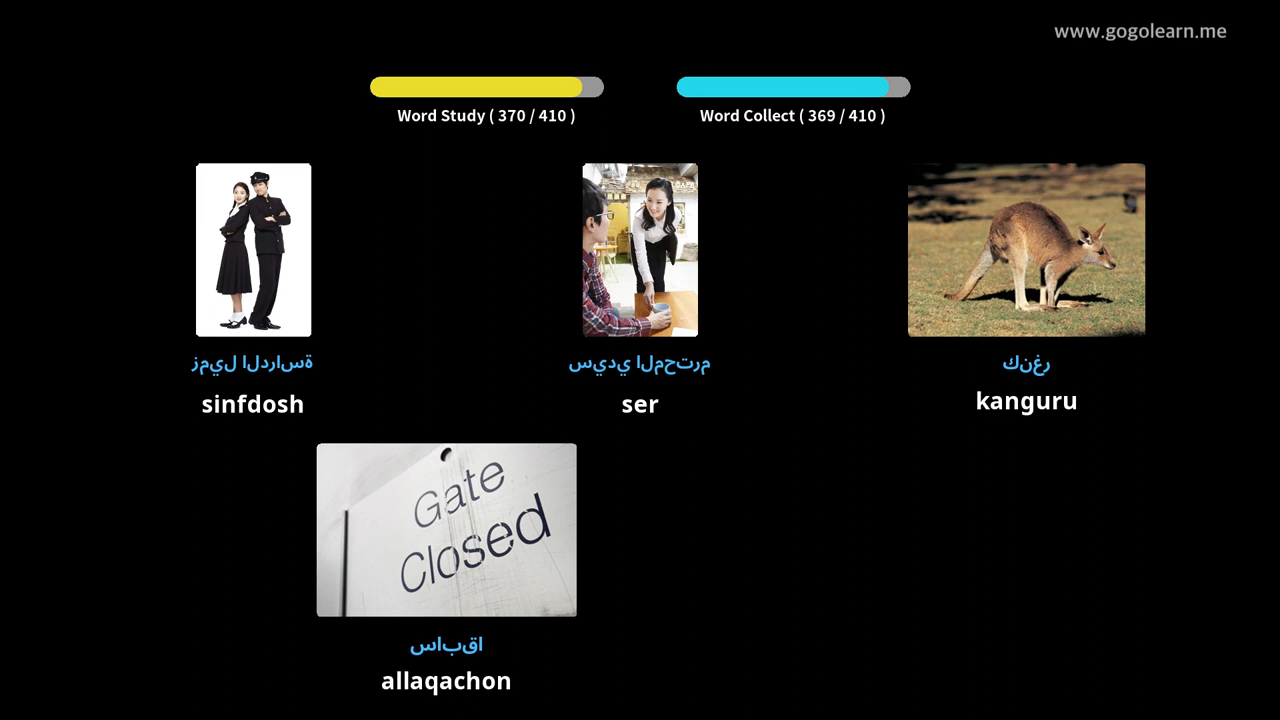 www.gogolearn.me
Word Study ( 370 / 410 )
Word Collect ( 369 / 410 )
زميل الدراسة
sinfdosh
سيدي المحترم
ser
كنغر
kanguru
Gate
Closed
سابقا
allaqachon